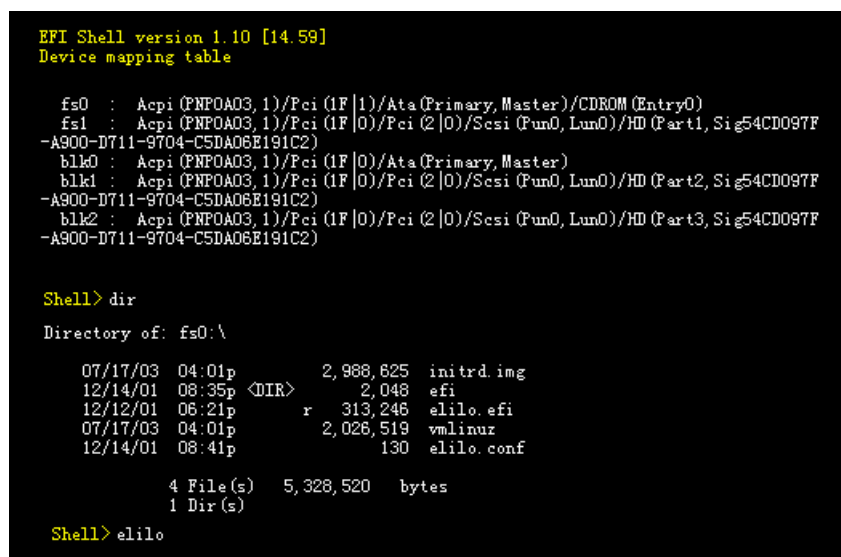 EFI Shell version 1.10 [14.59]
Device mapping table
fs0 : Acpi(PNP0A03,1)/Pci(1F|1)/Ata(Primary,Master)/CDROM(Entry0)
fs1 : Acpi(PNP0A03,1)/Pci(1F|0)/Pci(2|0)/Scsi(Pun0,Lun0)/HD(Part1,Sig54CD097F
-A900-D711-9704-C5DA06E191C2)
blk0 : Acpi(PNP0A03,1)/Pci(1F|0)/Ata(Primary,Master)
blk1 : Acpi(PNP0A03,1)/Pci(1F|0)/Pci(2|0)/Scsi(Pun0,Lun0)/HD(Part2,Sig54CD097F
-A900-D711-9704-C5DA06E191C2)
blk2 : Acpi(PNP0A03,1)/Pci(1F|0)/Pci(2|0)/Scsi(Pun0,Lun0)/HD(Part3,Sig54CD097F
-A900-D711-9704-C5DA06E191C2)
Shell> dir
Directory of: fs0:\
07/17/03 04:01p 2,988,625 initrd.img
12/14/01 08:35p <DIR> 2,048 efi
12/12/01 06:21p r 313,246 elilo.efi
07/17/03 04:01p 2,026,519 vmlinuz
12/14/01 08:41p 130 elilo.conf
4 File(s) 5,328,520 bytes
1 Dir(s)
Shell> elilo